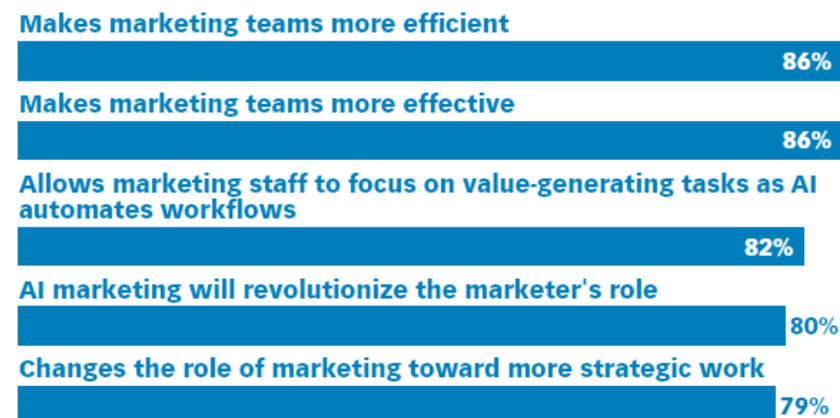 Makes marketing teams more efficient
86%
Makes marketing teams more effective
86%
Allows marketing staff to focus on value-generating tasks as AI
automates workflows
82%
AI marketing will revolutionize the marketer's role
80%
Changes the role of marketing toward more strategic work
79%